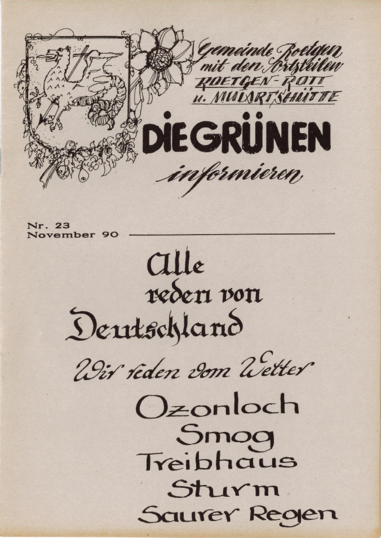 Gemeinde Roetgen
mit den Ortsteilen
ROETGEN-ROTT
u. MULARTSHÜTTE
DIE GRÜNEN
informieren
Nr. 23
November 90
Alle
reden von
Deutschland
Wir reden vom Wetter
Ozonloch
Smog
Treibhaus
Sturm
Saurer Regen